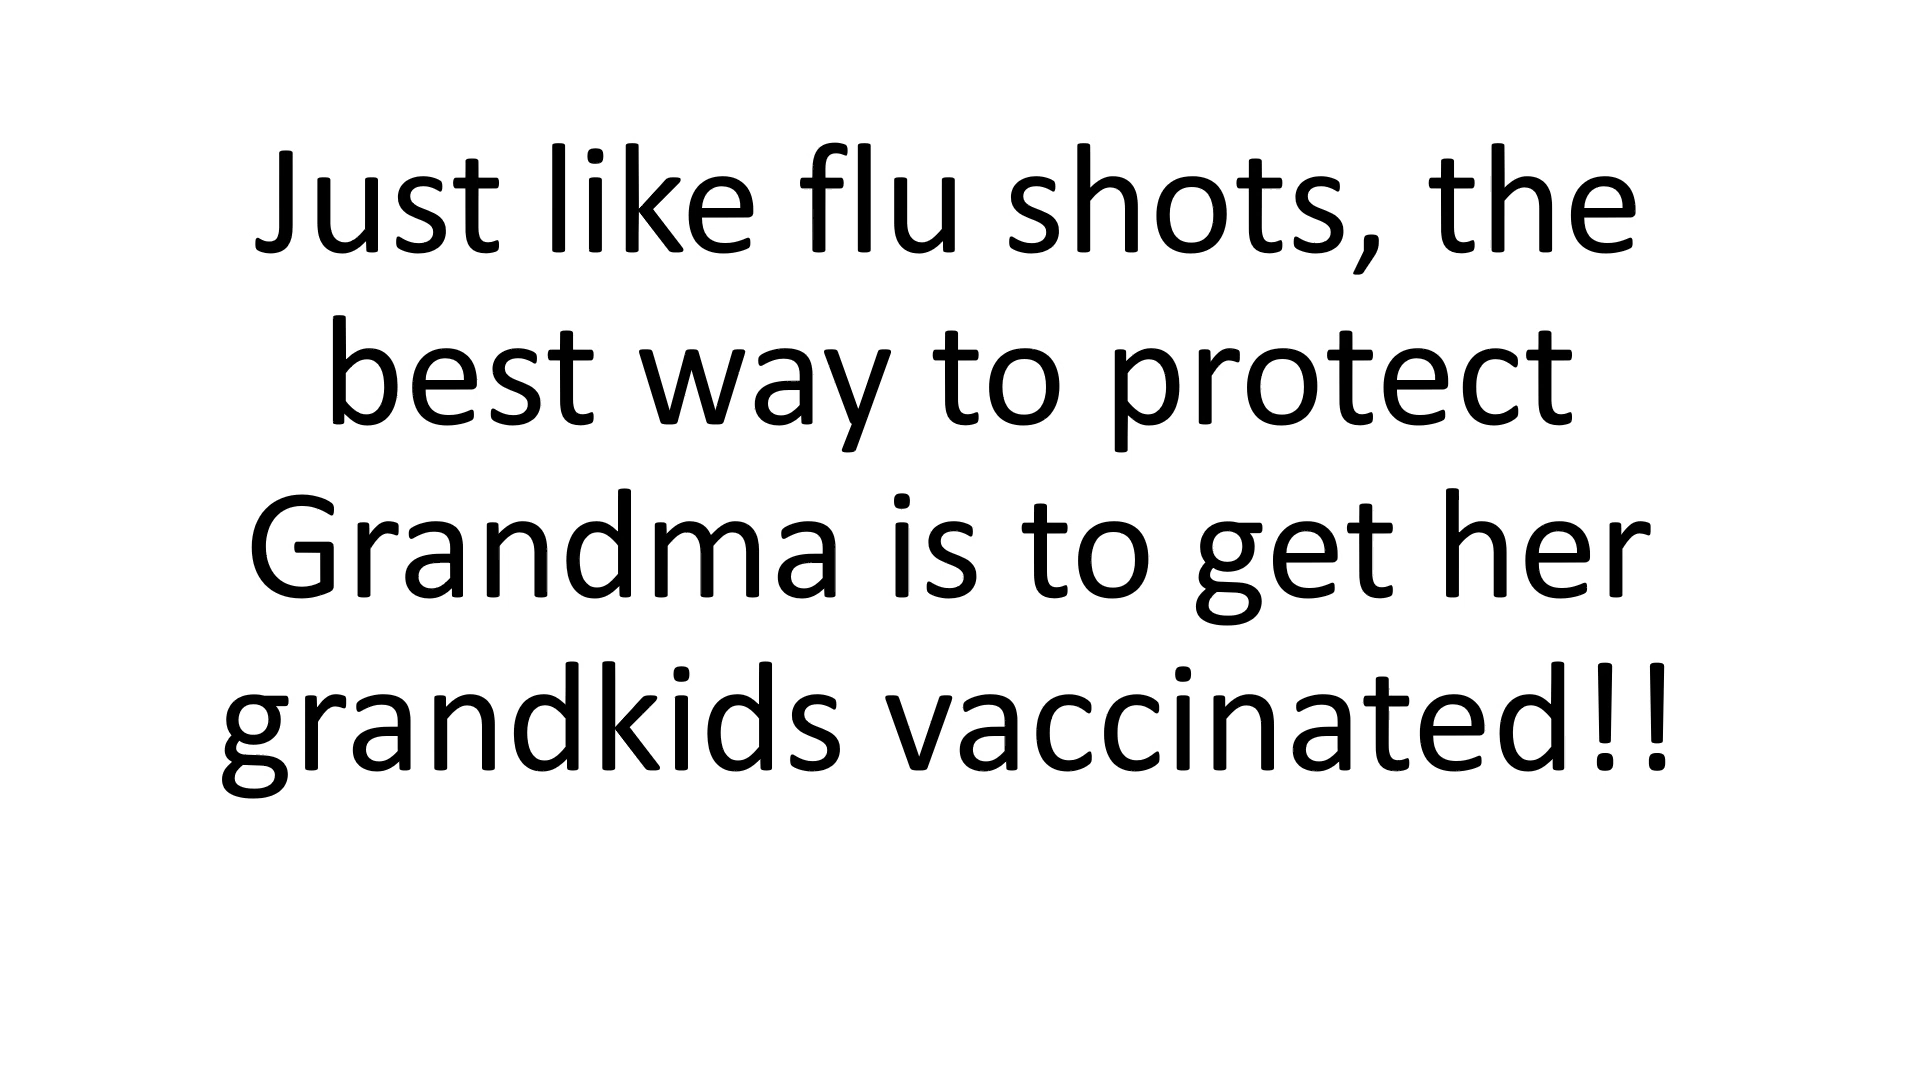 Just like flu shots, the
best way to protect
Grandma is to get her
grandkids vaccinated!!